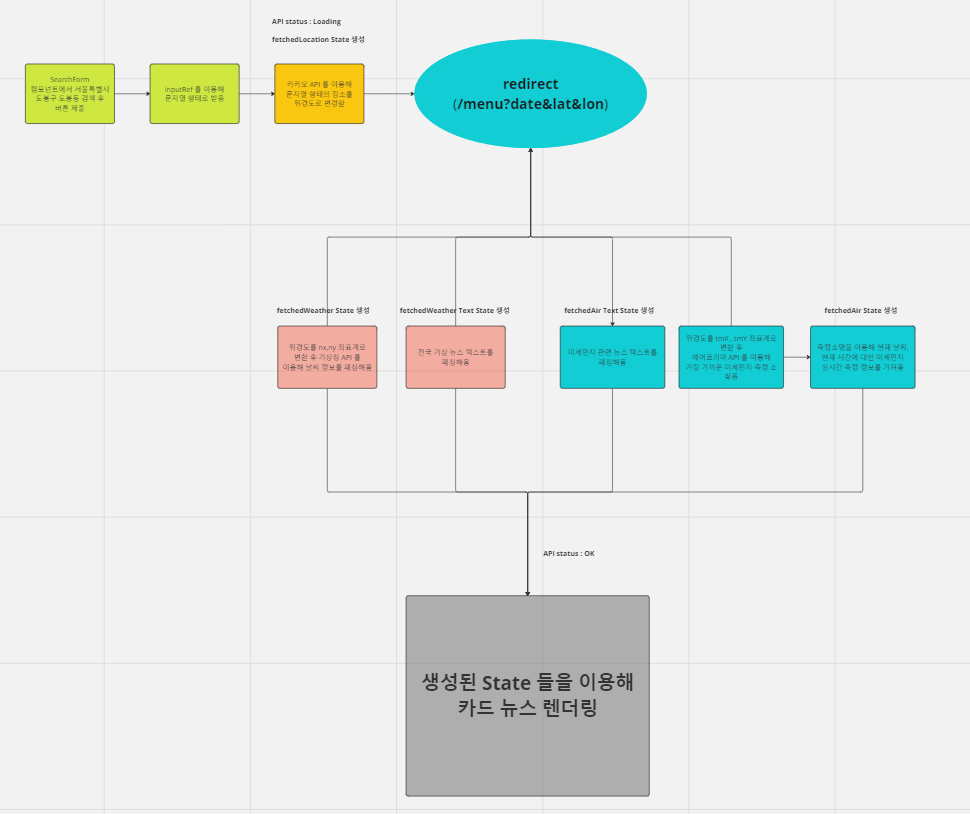 API status : Loading
fetchedLocation State 생성
SearchForm
컴포넌트에서 서울특별시
도봉구 도봉동 검색 후
버튼 제출
inputRef 를 이용해
문자열 형태로 받음
카카오 API 를 이용해
문자열 형태의 장소를
위경도로 변경함
redirect
(/menu?date&lat&lon)
fetchedWeather State 생성
fetchedWeather Text State 생성
fetchedAir Text State 생성
fetchedAir State 생성
위경도를 nx,ny 좌표계로
변환 후 기상청 API 를
이용해 날씨 정보를 패칭해옴
전국 기상 뉴스 텍스트를
패칭해옴
미세먼지 관련 뉴스 텍스트를
패칭해옴
위경도를 tmX , tmY 좌표계로
변환 후
에어코리아 API 를 이용해
가장 가까운 미세먼지 측정 소
찾음
측정소명을 이용해 현재 날짜,
현재 시간에 대한 미세먼지
실시간 측정 정보를 가져옴
API status : OK
생성된 State 들을 이용해
카드 뉴스 렌더링